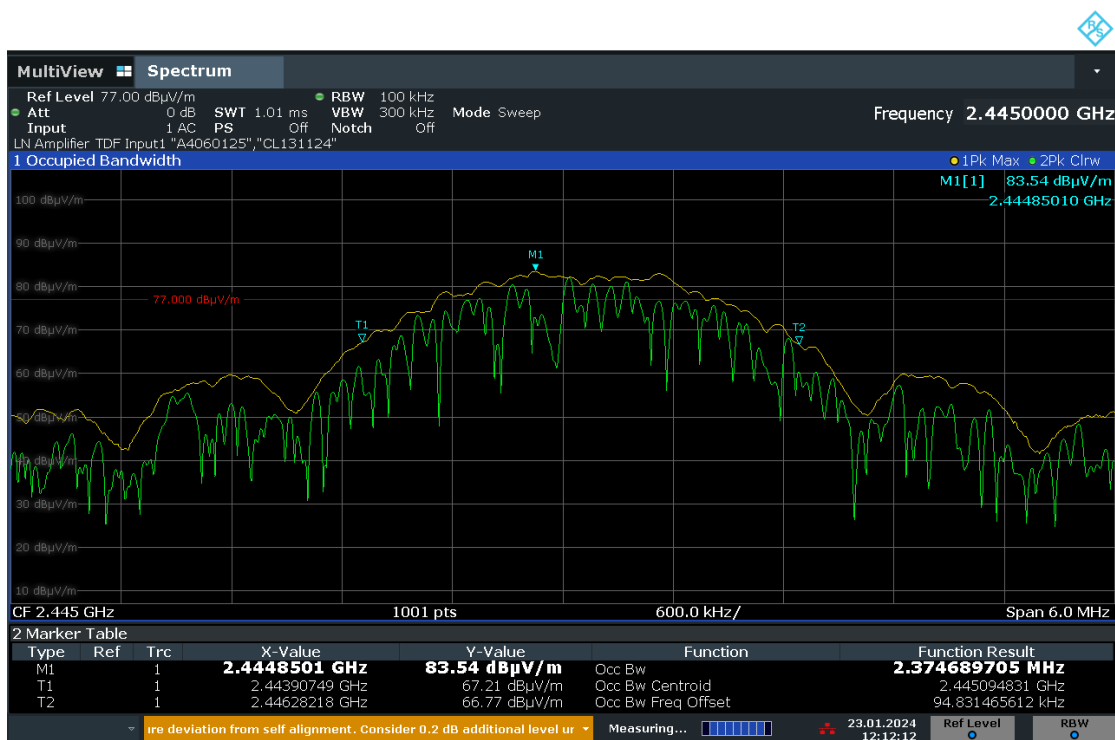 R S
MultiView Spectrum
Ref Level 77.00 dBµV/m RBW 100 kHz
Att 0 dB SWT 1.01 ms VBW 300 kHz Mode Sweep Frequency 2.4450000 GHz
Input 1 AC PS Off Notch Off
LN Amplifier TDF Input1 "A4060125","CL131124"
1 Occupied Bandwidth 1Pk Max 2Pk Clrw
M1[1] 83.54 dBµV/m
2.44485010 GHz
100 dBµV/m
90 dBµV/m
M1
80 dBµV/m
77.000 dBµV/m
T1
T2
70 dBµV/m
60 dBµV/m
50 dBµV/m
40 dBµV/m
30 dBµV/m
20 dBµV/m
10 dBµV/m
CF 2.445 GHz 1001 pts 600.0 kHz/ Span 6.0 MHz
2 Marker Table
Type Ref Trc X-Value Y-Value Function Function Result
M1 1 2.4448501 GHz 83.54 dBµV/m Occ Bw 2.374689705 MHz
T1 1 2.44390749 GHz 67.21 dBµV/m Occ Bw Centroid 2.445094831 GHz
T2 1 2.44628218 GHz 66.77 dBµV/m Occ Bw Freq Offset 94.831465612 kHz
ıre deviation from self alignment. Consider 0.2 dB additional level ur Measuring... 23.01.2024 Ref Level RBW
12:12:12